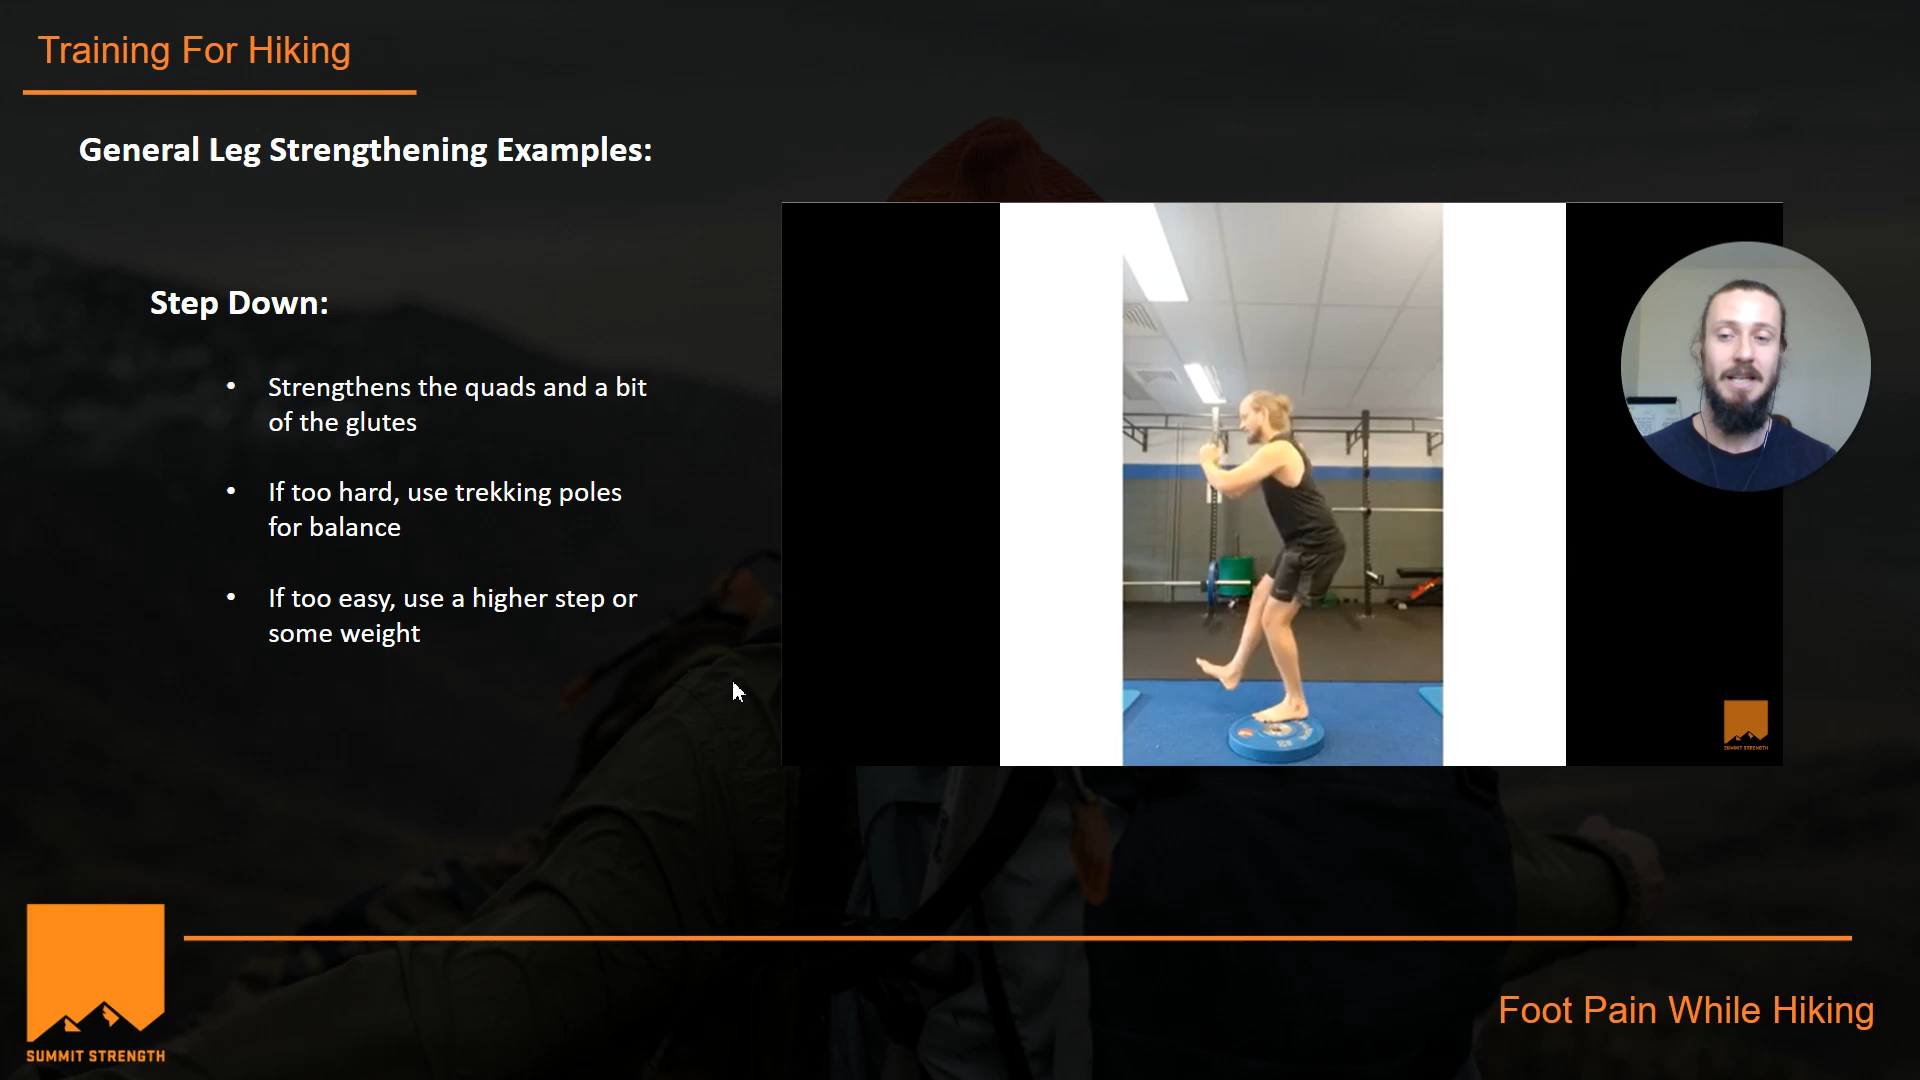 Training For Hiking
General Leg Strengthening Examples:
Step Down:
• Strengthens the quads and a bit
of the glutes
• If too hard, use trekking poles
for balance
• If too easy, use a higher step or
some weight
SUMMIT STRENGTH
SUMMIT STRENGTH
Foot Pain While Hiking